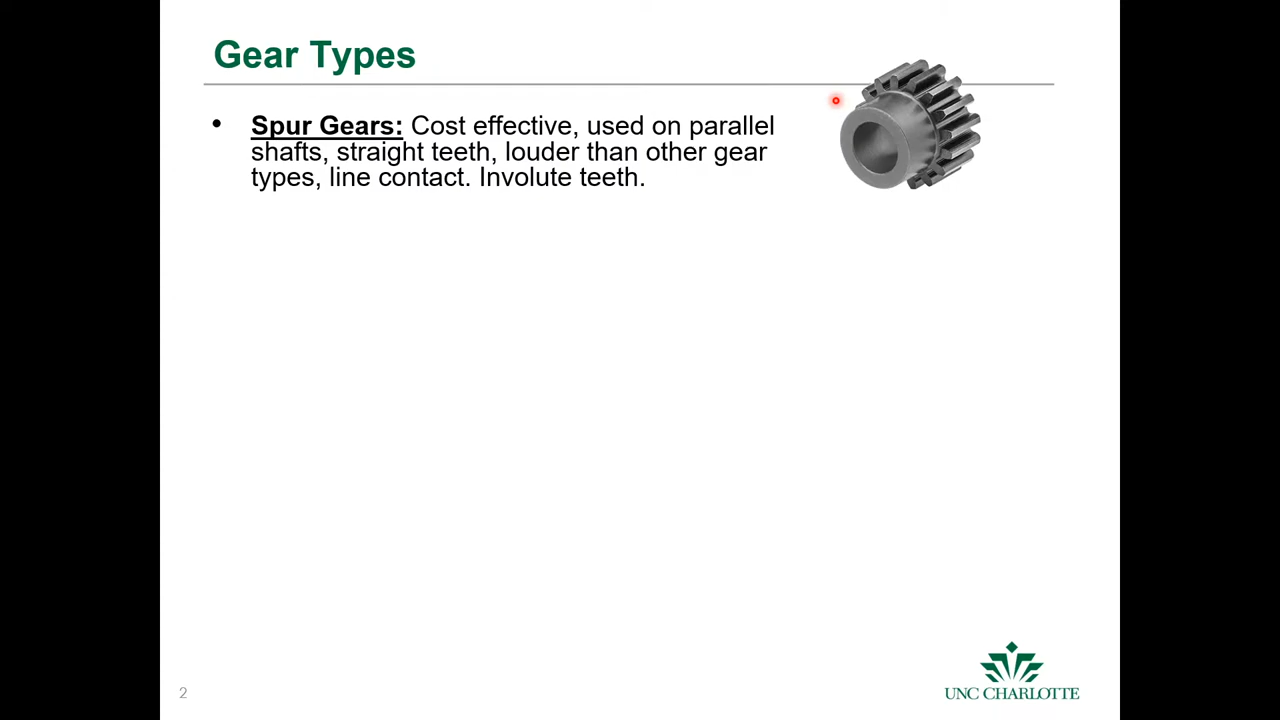 Gear Types
• Spur Gears: Cost effective, used on parallel
shafts, straight teeth, louder than other gear
types, line contact. Involute teeth.
2
UNC CHARLOTTE